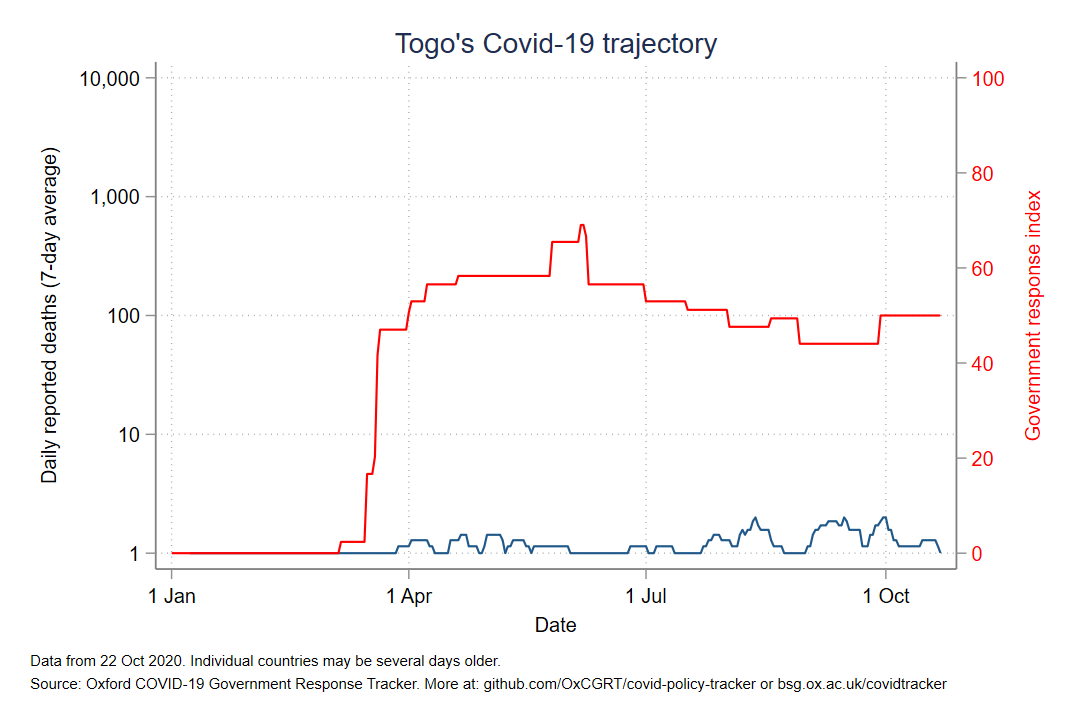 Togo's Covid-19 trajectory
10,000
1,000
100
10
1
Daily reported deaths (7-day average)
100
80
60
40
20
0
Government response index
1 Jan
1 Apr
1 Jul
1 Oct
Date
Data from 22 Oct 2020. Individual countries may be several days older.
Source: Oxford COVID-19 Government Response Tracker. More at: github.com/OxCGRT/covid-policy-tracker or bsg.ox.ac.uk/covidtracker